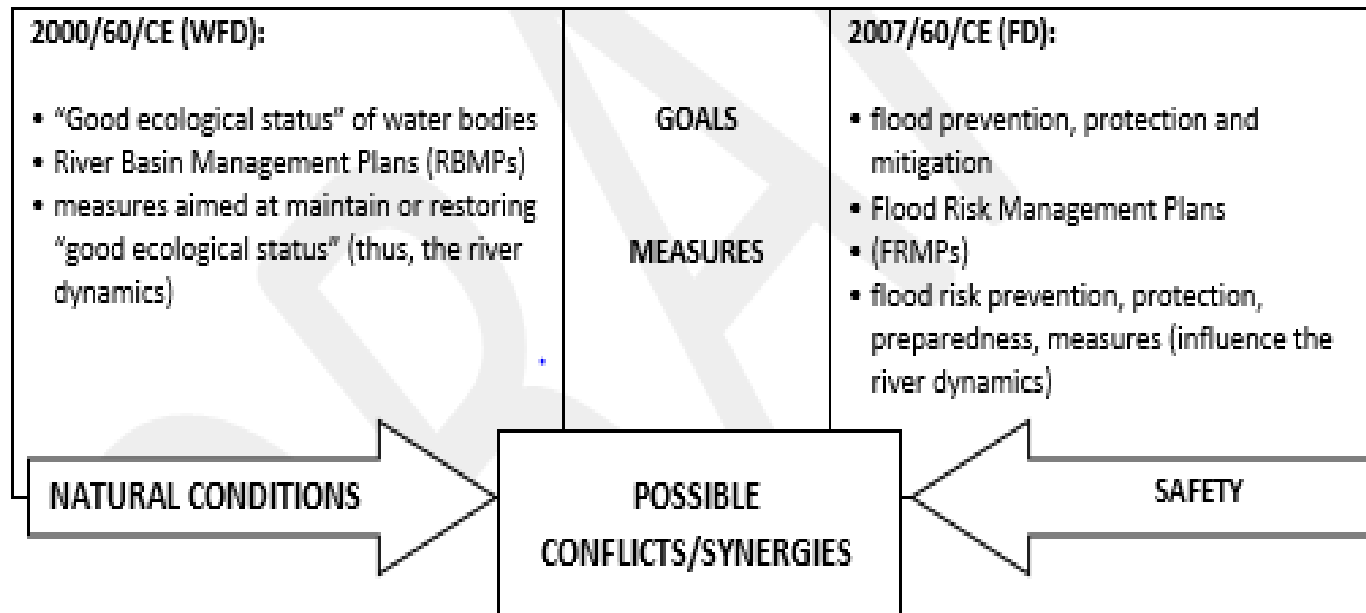 2000/60/CE (WFD):
• "Good ecological status" of water bodies
• River Basin Management Plans (RBMPs)
• measures aimed at maintain or restoring
"good ecological status" (thus, the river
dynamics)
GOALS
MEASURES
2007/60/CE (FD):
• flood prevention, protection and
mitigation
• Flood Risk Management Plans
• (FRMPs)
• flood risk prevention, protection,
preparedness, measures (influence the
river dynamics)
NATURAL CONDITIONS
POSSIBLE
CONFLICTS/SYNERGIES
SAFETY